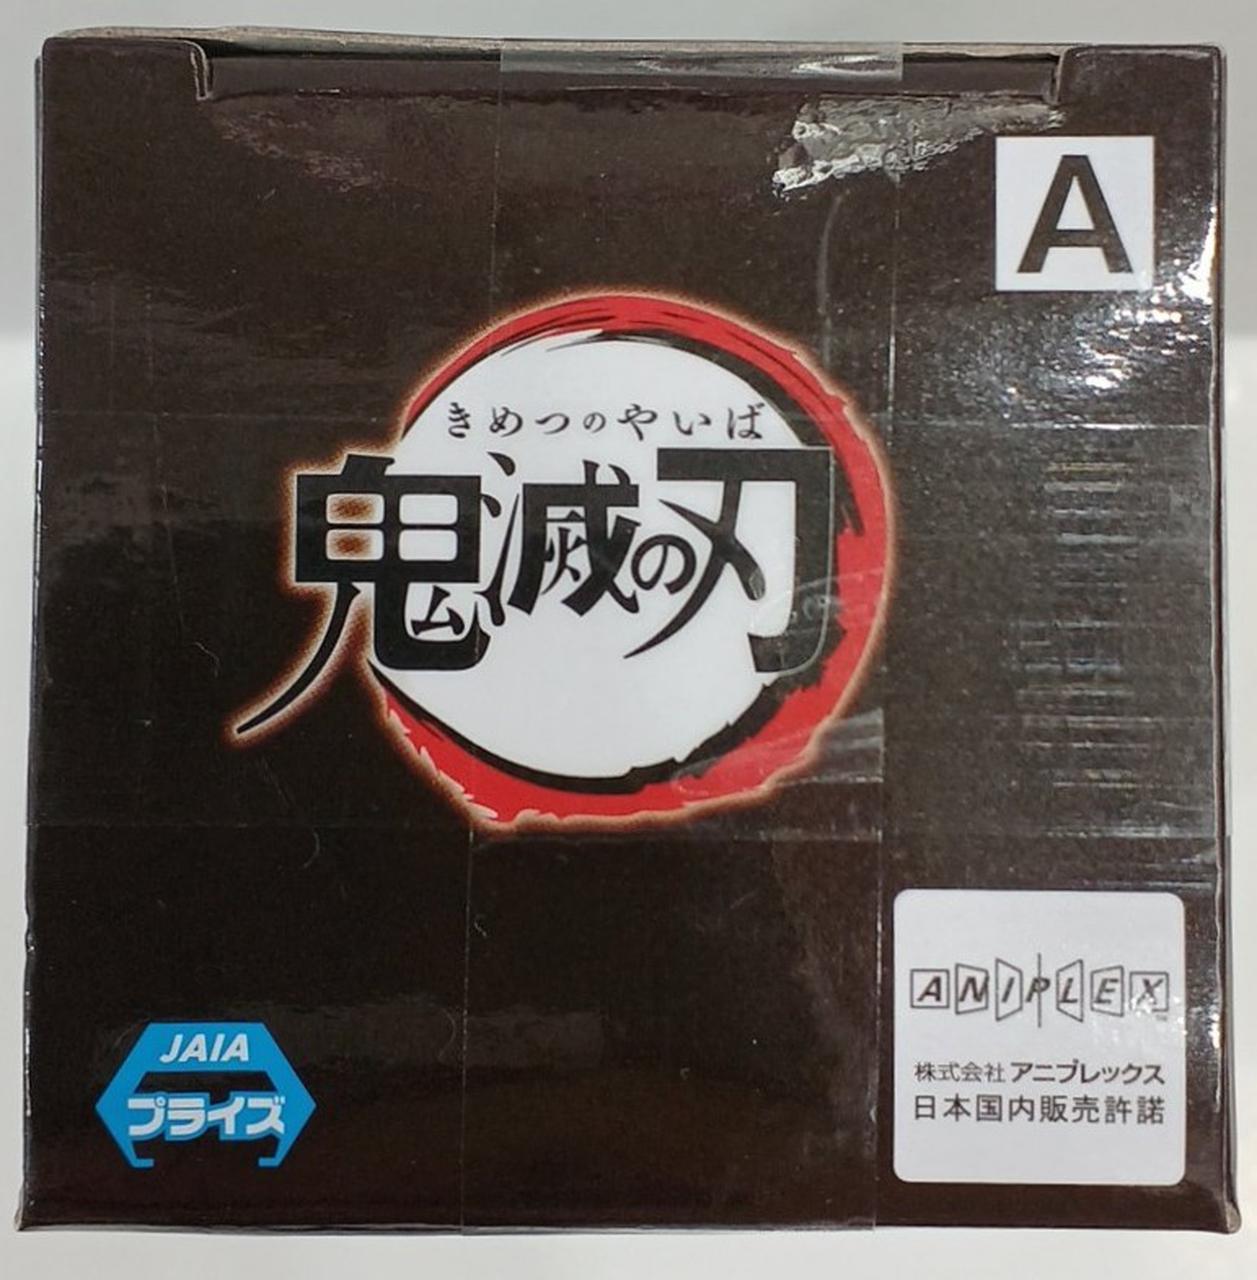 A
きめつのやいば
鬼滅の刃
ANIPLEX
株式会社アニプレックス
日本国内販売許諾
JAIA
プライズ